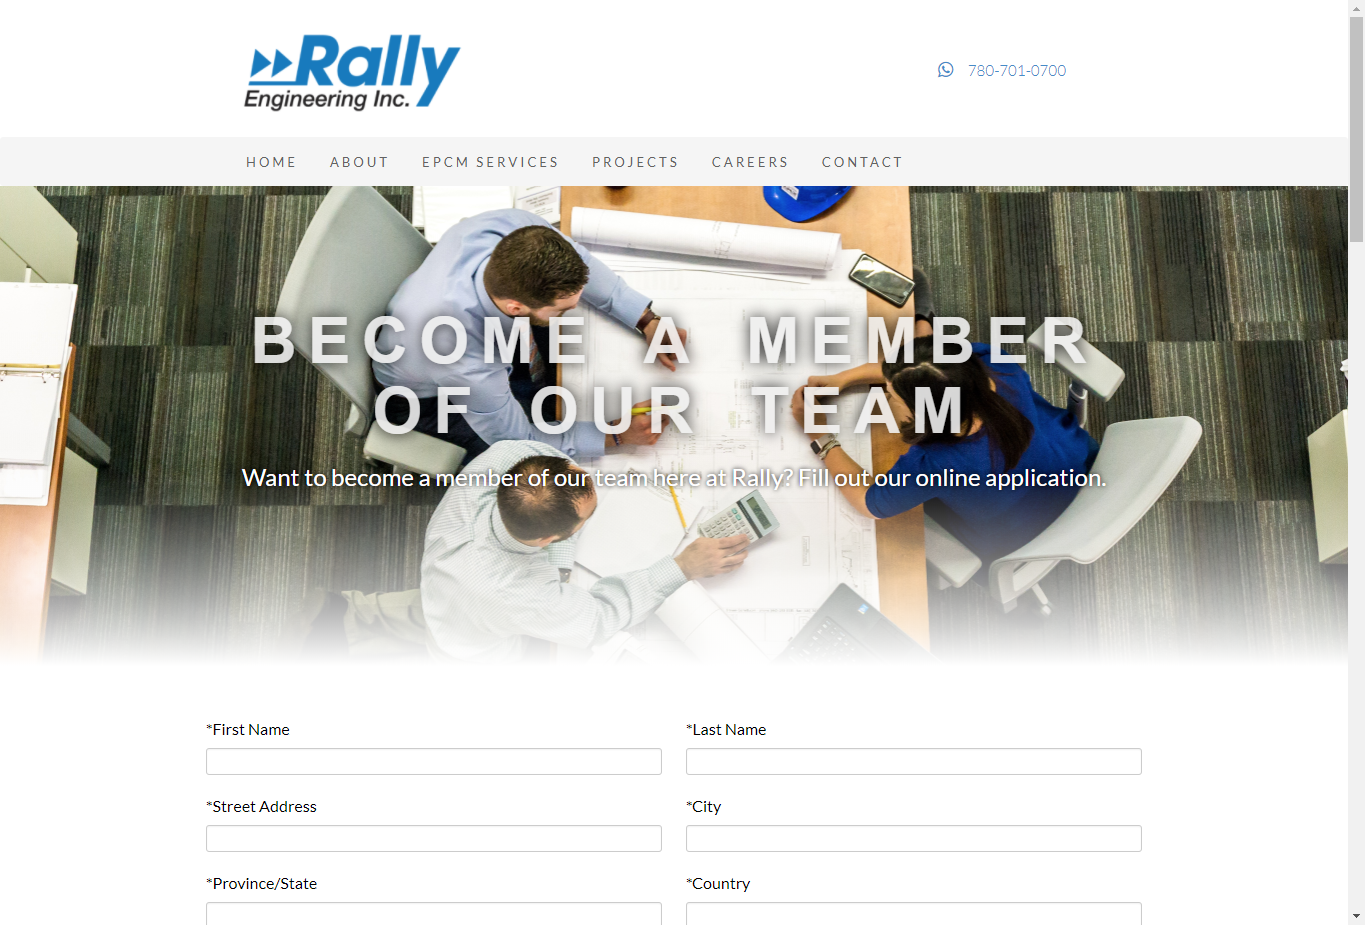 Rally
Engineering Inc.
780-701-0700
HOME ABOUT EPCM SERVICES PROJECTS CAREERS CONTACT
BECOME A MEMBER
OF OUR TEAM
Want to become a member of our team here at Rally? Fill out our online application.
*First Name *Last Name
*Street Address *City
*Province/State *Country